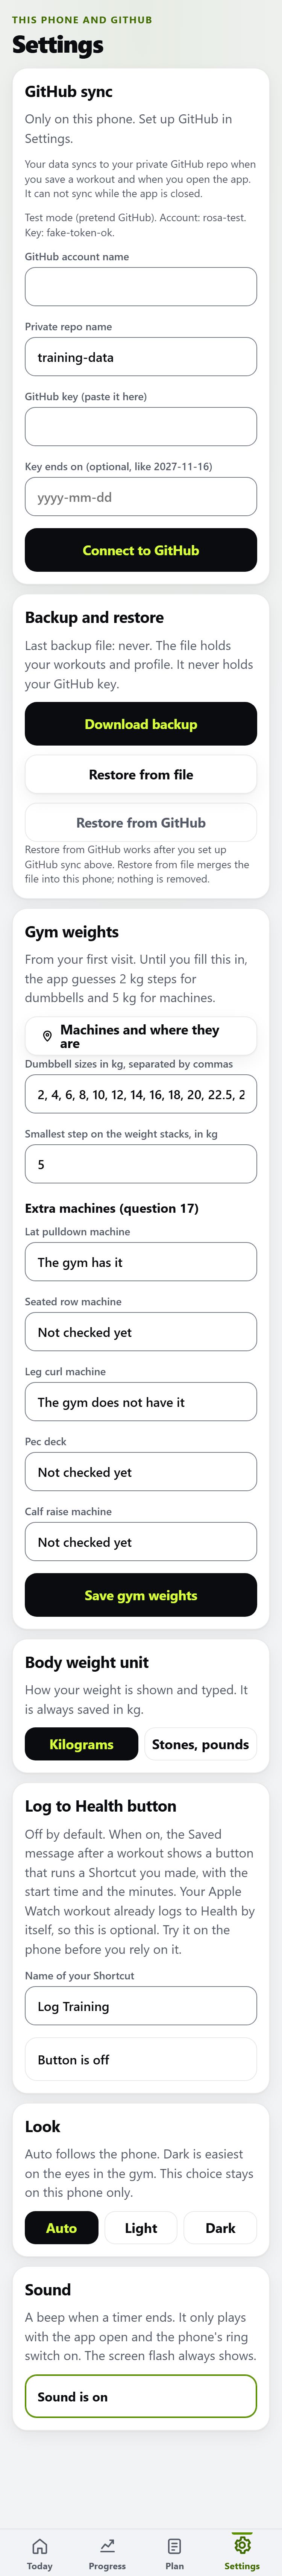 THIS PHONE AND GITHUB
Settings
GitHub sync
Only on this phone. Set up GitHub in
Settings.
Your data syncs to your private GitHub repo when
you save a workout and when you open the app.
It can not sync while the app is closed.
Test mode (pretend GitHub). Account: rosa-test.
Key: fake-token-ok.
GitHub account name
Private repo name
training-data
GitHub key (paste it here)
Key ends on (optional, like 2027-11-16)
yyyy-mm-dd
Connect to GitHub
Backup and restore
Last backup file: never. The file holds
your workouts and profile. It never holds
your GitHub key.
Download backup
Restore from file
Restore from GitHub
Restore from GitHub works after you set up
GitHub sync above. Restore from file merges the
file into this phone; nothing is removed.
Gym weights
From your first visit. Until you fill this in,
the app guesses 2 kg steps for
dumbbells and 5 kg for machines.
Machines and where they
are
Dumbbell sizes in kg, separated by commas
2, 4, 6, 8, 10, 12, 14, 16, 18, 20, 22.5, 2
Smallest step on the weight stacks, in kg
5
Extra machines (question 17)
Lat pulldown machine
The gym has it
Seated row machine
Not checked yet
Leg curl machine
The gym does not have it
Pec deck
Not checked yet
Calf raise machine
Not checked yet
Save gym weights
Body weight unit
How your weight is shown and typed. It
is always saved in kg.
Kilograms
Stones, pounds
Log to Health button
Off by default. When on, the Saved
message after a workout shows a button
that runs a Shortcut you made, with the
start time and the minutes. Your Apple
Watch workout already logs to Health by
itself, so this is optional. Try it on the
phone before you rely on it.
Name of your Shortcut
Log Training
Button is off
Look
Auto follows the phone. Dark is easiest
on the eyes in the gym. This choice stays
on this phone only.
Auto
Light
Dark
Sound
A beep when a timer ends. It only plays
with the app open and the phone's ring
switch on. The screen flash always shows.
Sound is on
Today
Progress
Plan
Settings